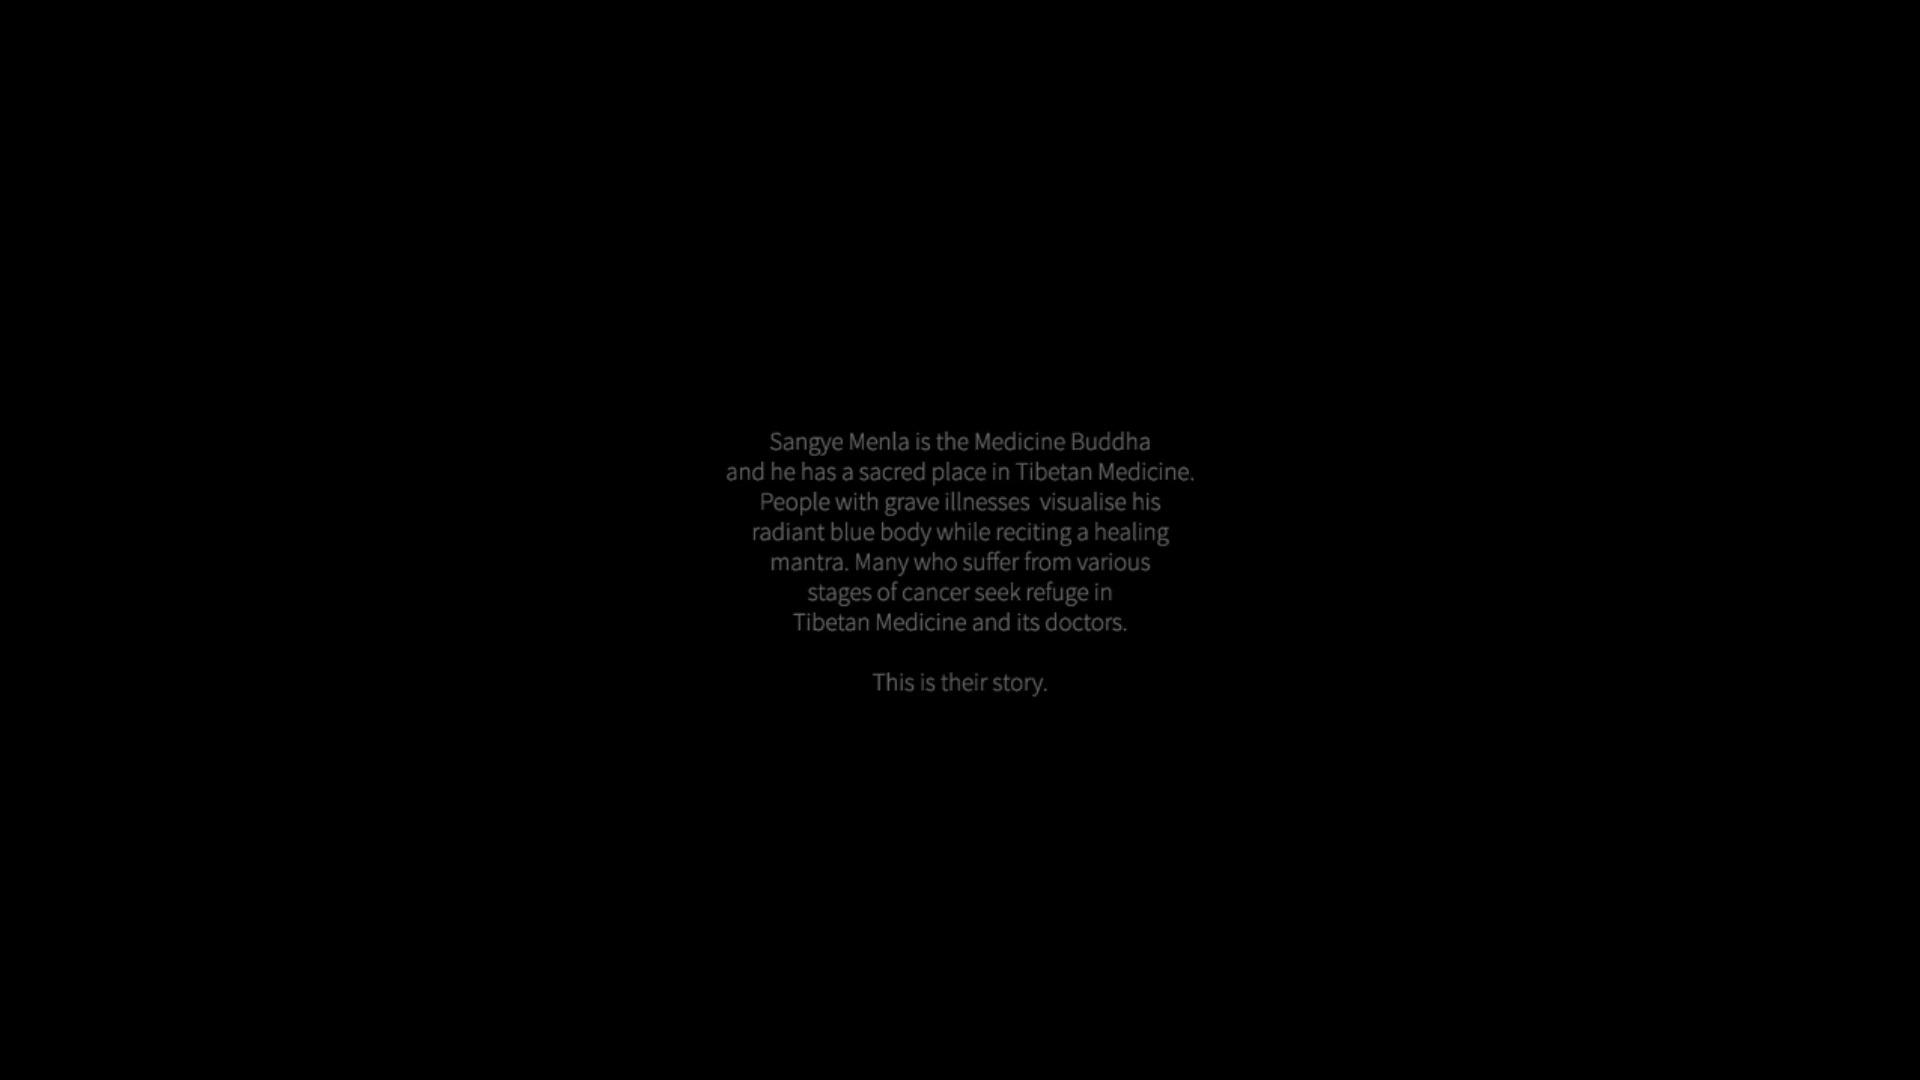 Sangye Menla is the Medicine Buddha
and he has a sacred place in Tibetan Medicine.
People with grave illnesses  visualise his
radiant blue body while reciting a healing
mantra. Many who suffer from various
stages of cancer seek refuge in
Tibetan Medicine and its doctors.
This is their story.